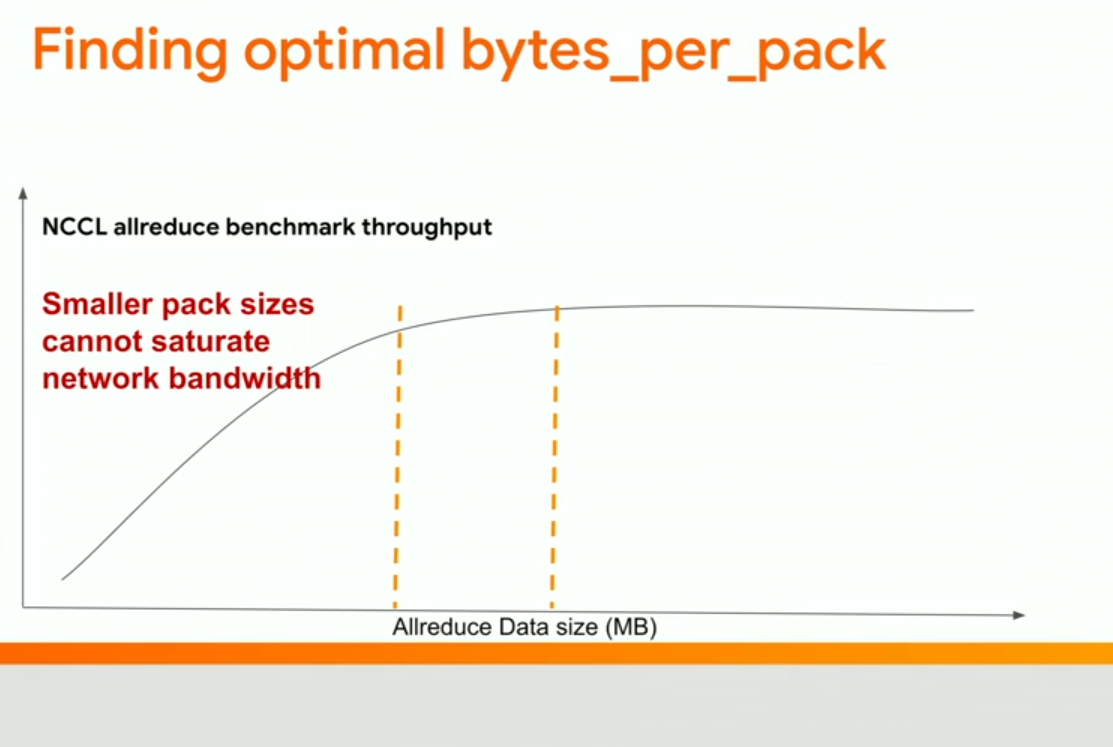 Finding optimal bytes_per_pack
NCCL allreduce benchmark throughput
Smaller pack sizes
cannot saturate
network bandwidth
Allreduce Data size (MB)